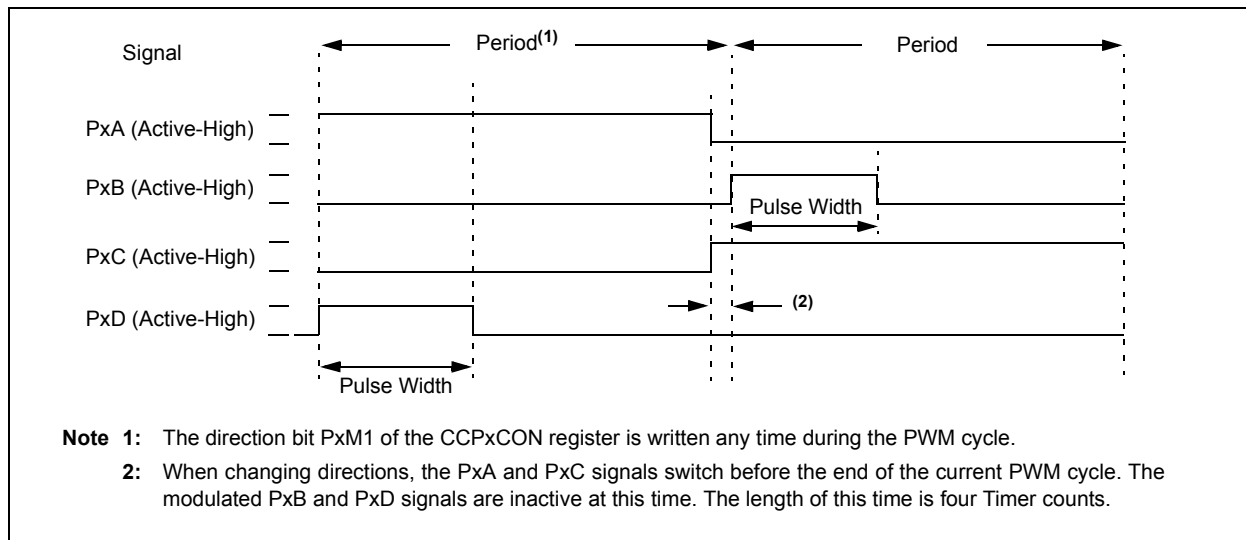 Signal
Period(1)
Period
PxA (Active-High)
PxB (Active-High)
Pulse Width
PxC (Active-High)
(2)
PxD (Active-High)
Pulse Width
Note 1: The direction bit PxM1 of the CCPxCON register is written any time during the PWM cycle.
2: When changing directions, the PxA and PxC signals switch before the end of the current PWM cycle. The
modulated PxB and PxD signals are inactive at this time. The length of this time is four Timer counts.